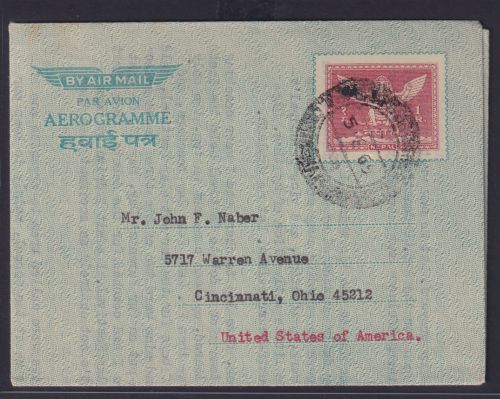 BY AIR MAIL
PAR AVION
AEROGRAMME
हवाई पत्र
NEPAL
Mr. John F. Naber
5717 Warren Avenue
Cincinnati, Ohio 45212
United States of America.